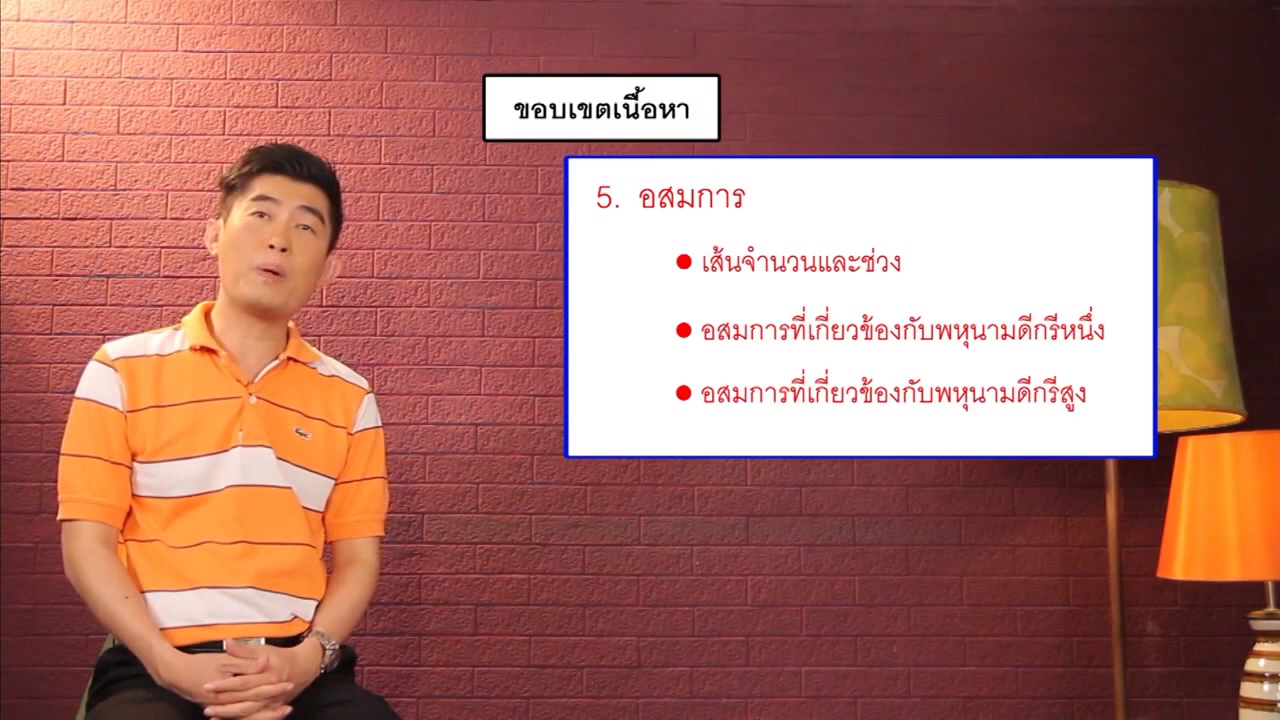 ขอบเขตเนื้อหา
5. อสมการ
● เส้นจำนวนและช่วง
● อสมการที่เกี่ยวข้องกับพหุนามดีกรีหนึ่ง
● อสมการที่เกี่ยวข้องกับพหุนามดีกรีสูง